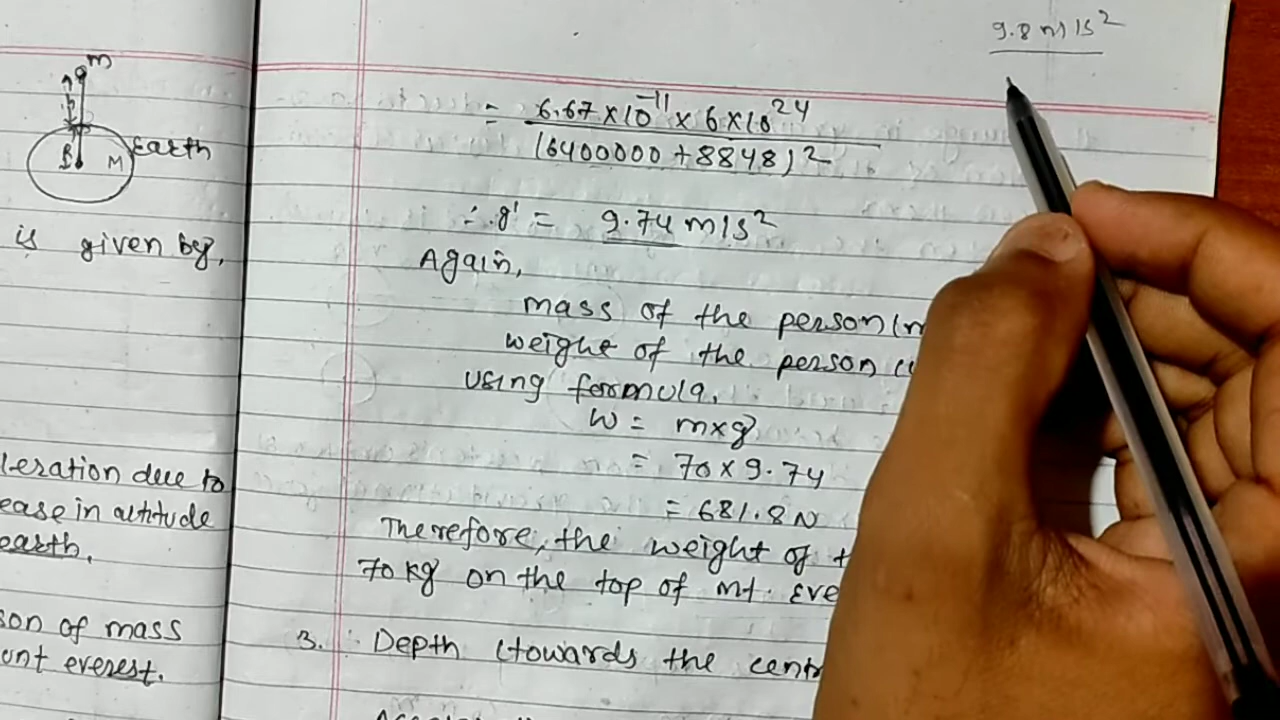 9.8 m/s²
m
h
Earth
R
M
is given by,
leration due to
ease in altitude
earth.
son of mass
unt everest.
= 6.67 × 10⁻¹¹ × 6 × 10²⁴
(6400000 + 8848)²
∴ g' = 9.74 m/s²
Again,
mass of the person (m
weight of the person (
using formula,
W = m×g
= 70 × 9.74
= 681.8 N
Therefore, the weight of t
70 kg on the top of mt. Eve
3. Depth (towards the cent